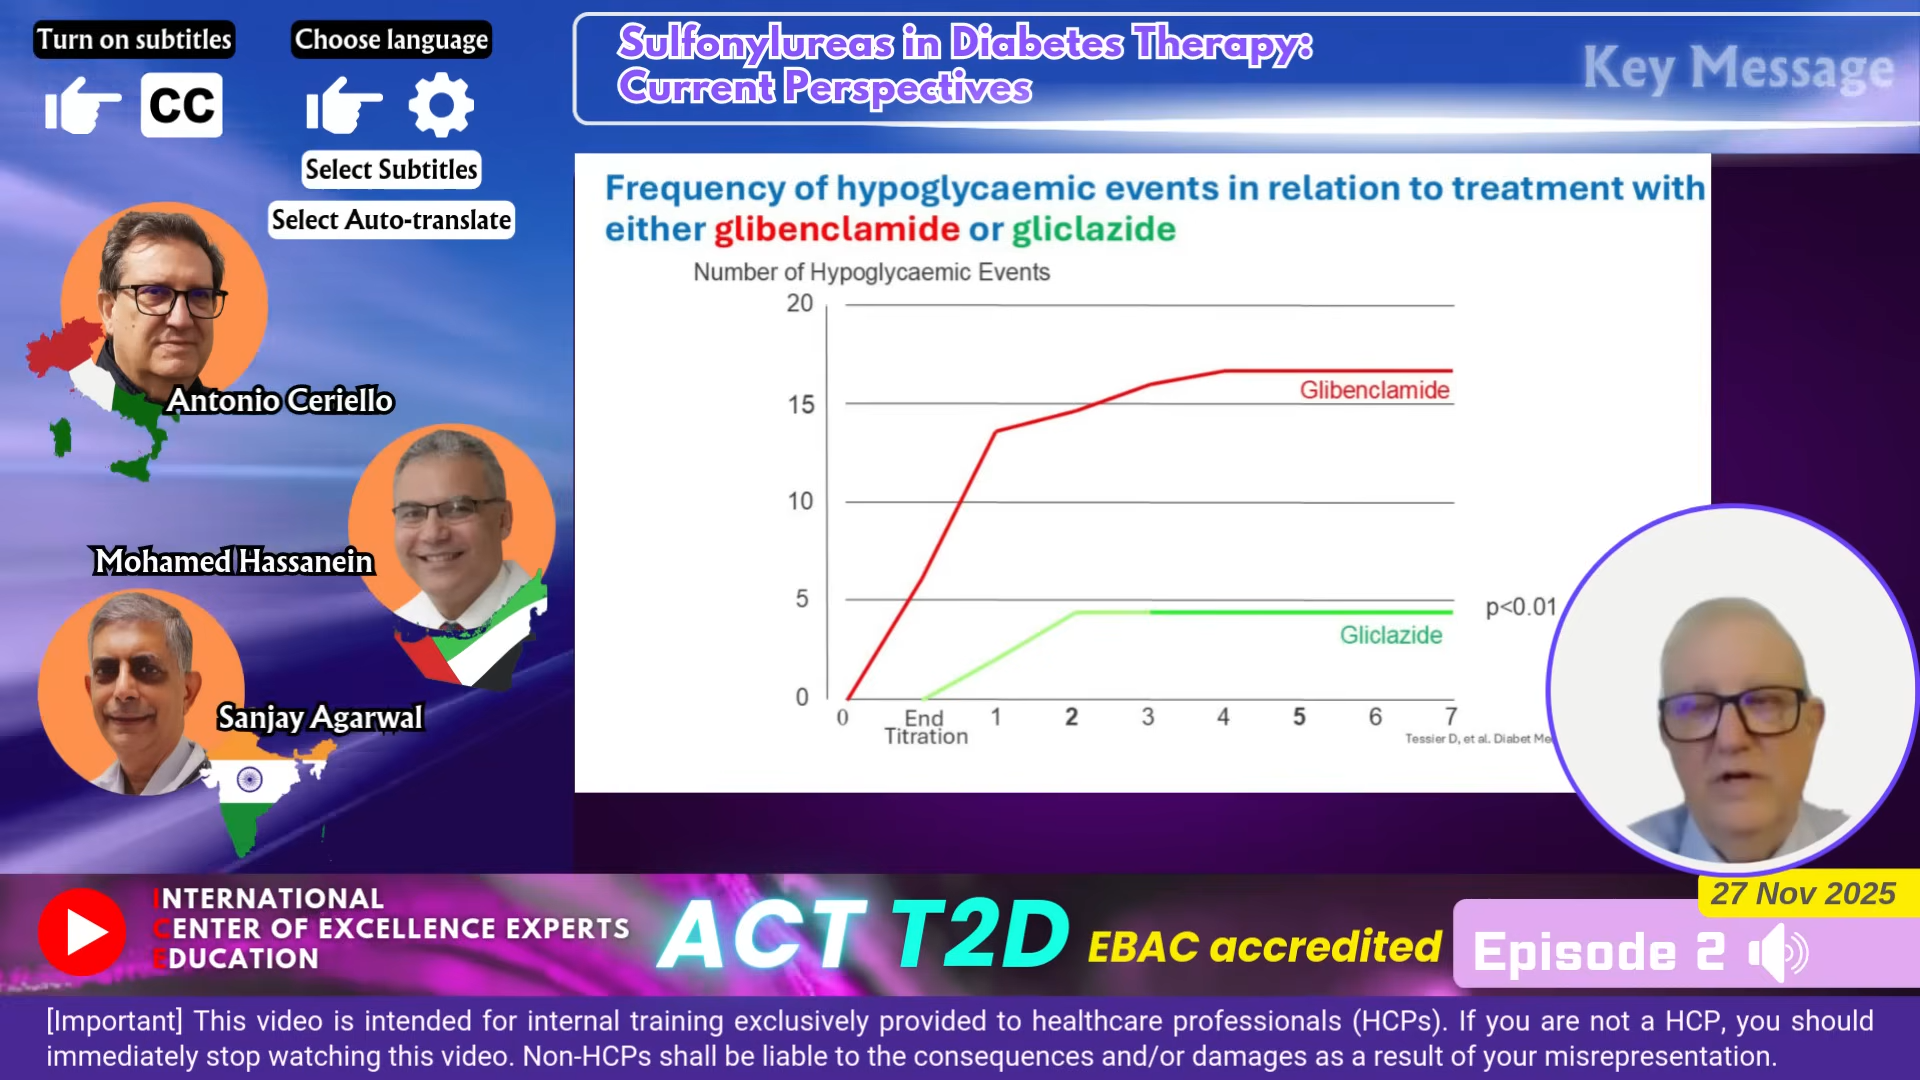 Turn on subtitles
Choose language
CC
Select Subtitles
Select Auto-translate
Antonio Ceriello
Mohamed Hassanein
Sanjay Agarwal
Sulfonylureas in Diabetes Therapy:
Current Perspectives
Key Message
Frequency of hypoglycaemic events in relation to treatment with
either glibenclamide or gliclazide
Number of Hypoglycaemic Events
20
15
10
5
0
Glibenclamide
Gliclazide
p<0.01
0 End 1 2 3 4 5 6 7
Titration
Tessier D, et al. Diabet
INTERNATIONAL
CENTER OF EXCELLENCE EXPERTS
EDUCATION
ACT T2D
EBAC accredited
27 Nov 2025
Episode 2
[Important] This video is intended for internal training exclusively provided to healthcare professionals (HCPs). If you are not a HCP, you should
immediately stop watching this video. Non-HCPs shall be liable to the consequences and/or damages as a result of your misrepresentation.